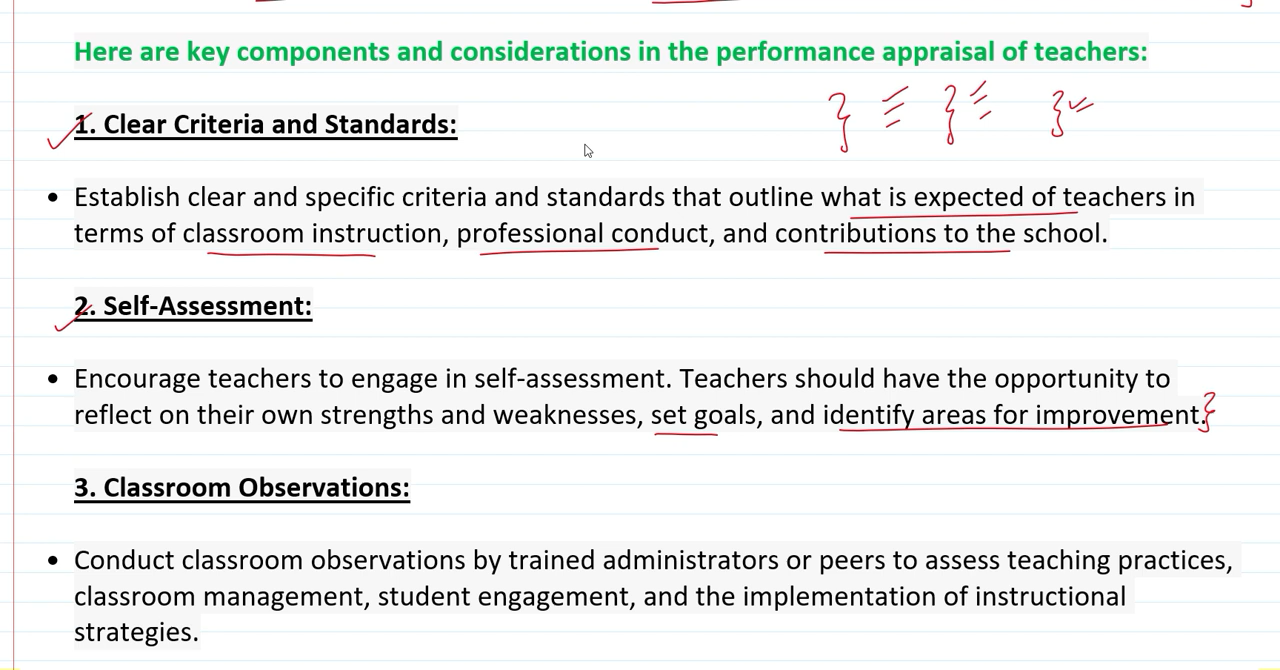 Here are key components and considerations in the performance appraisal of teachers:
1. Clear Criteria and Standards:
• Establish clear and specific criteria and standards that outline what is expected of teachers in
terms of classroom instruction, professional conduct, and contributions to the school.
2. Self-Assessment:
• Encourage teachers to engage in self-assessment. Teachers should have the opportunity to
reflect on their own strengths and weaknesses, set goals, and identify areas for improvement.
3. Classroom Observations:
• Conduct classroom observations by trained administrators or peers to assess teaching practices,
classroom management, student engagement, and the implementation of instructional
strategies.